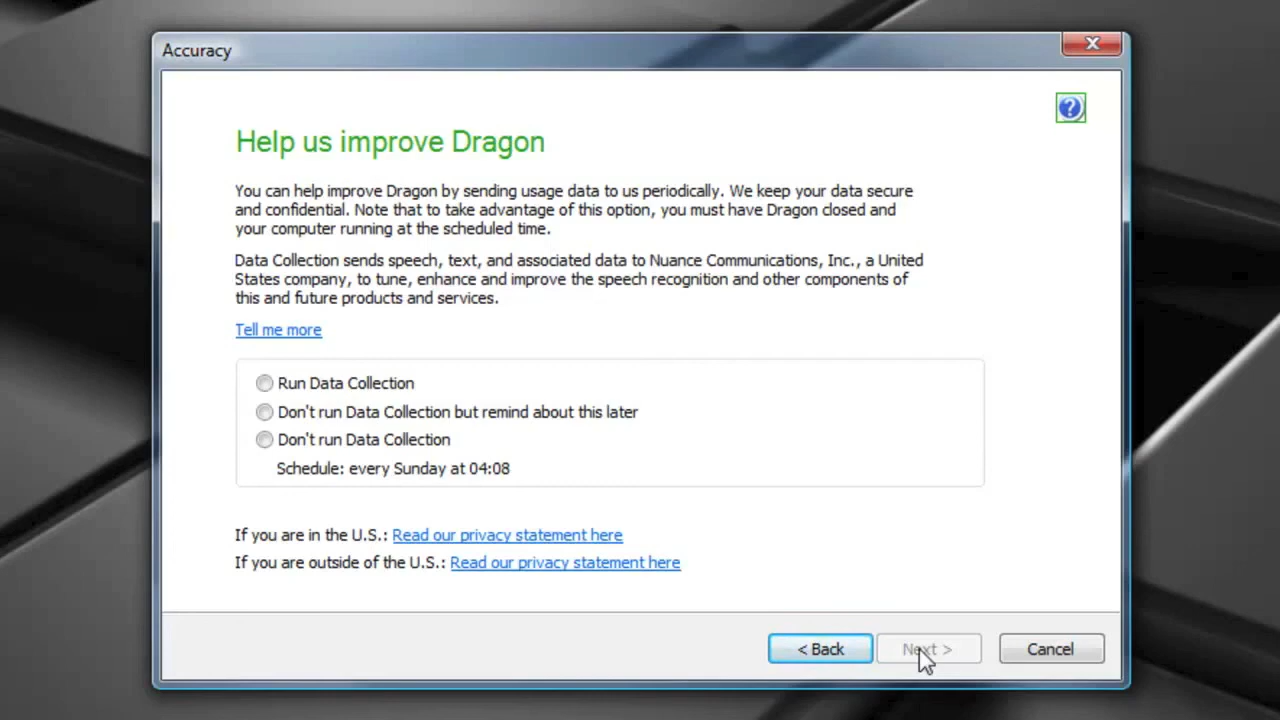 Accuracy
Help us improve Dragon
You can help improve Dragon by sending usage data to us periodically. We keep your data secure
and confidential. Note that to take advantage of this option, you must have Dragon closed and
your computer running at the scheduled time.
Data Collection sends speech, text, and associated data to Nuance Communications, Inc., a United
States company, to tune, enhance and improve the speech recognition and other components of
this and future products and services.
Tell me more
Run Data Collection
Don't run Data Collection but remind about this later
Don't run Data Collection
Schedule: every Sunday at 04:08
If you are in the U.S.: Read our privacy statement here
If you are outside of the U.S.: Read our privacy statement here
< Back Next > Cancel